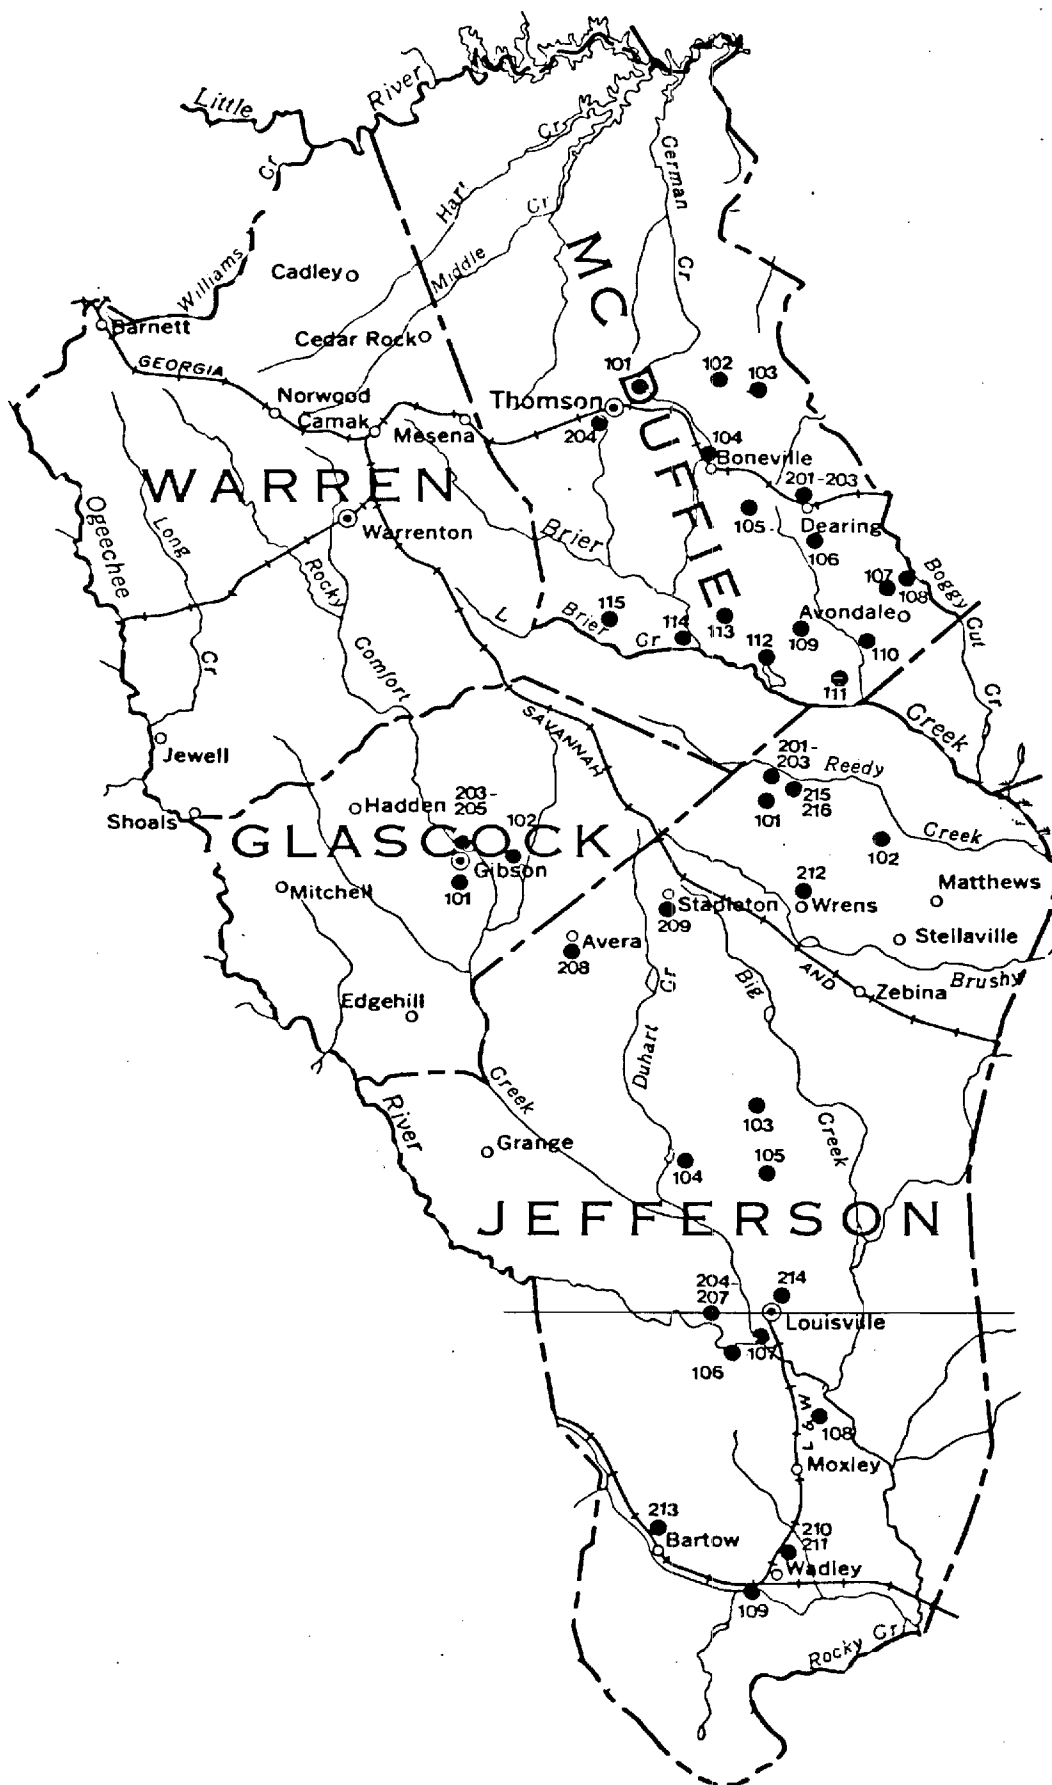 Little
River
Cr
Cr
German
Har'
Cr
Middle
Williams
Cadley
MC DUFFIE
Cr
Barnett
Cedar Rock
GEORGIA
101
102
103
Norwood
Thomson
Camak
Mesena
204
104
Boneville
WARREN
201-203
105
Dearing
Ogeechee
Long
Warrenton
Brier
106
Rocky
107
108
Boggy
L
Brier
115
114
Cr
113
Avondale
109
Gut
112
110
Cr
Comfort
111
Cr
Creek
SAVANNAH
Jewell
201-
203
Reedy
Hadden
203-
205
102
215
216
101
Shoals
GLASCOCK
Creek
102
Gibson
Mitchell
101
212
Matthews
Stapleton
Wrens
209
Avera
Stellaville
208
Cr
Big
AND
Brushy
Zebina
Edgehill
Duhart
Creek
River
103
Creek
Grange
104
105
JEFFERSON
204-
207
214
Louisville
107
106
W & L
108
Moxley
213
Bartow
210
211
Wadley
109
Rocky Cr